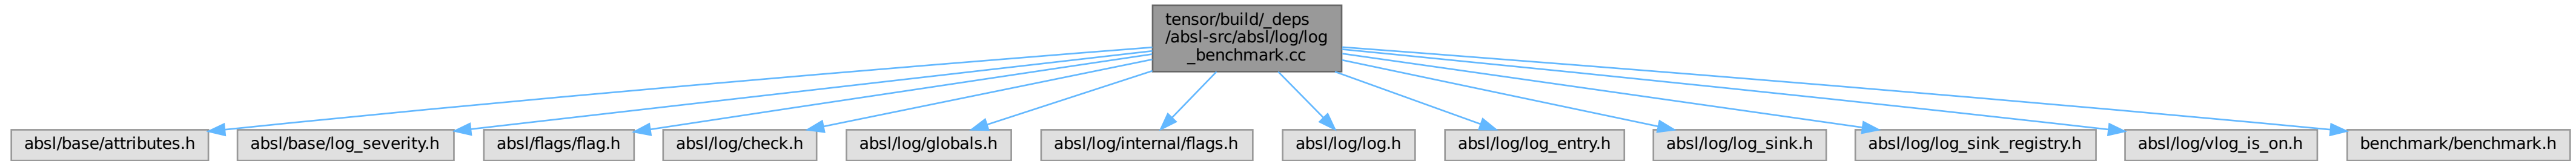 tensor/build/_deps
/absl-src/absl/log/log
_benchmark.cc
absl/base/attributes.h
absl/base/log_severity.h
absl/flags/flag.h
absl/log/check.h
absl/log/globals.h
absl/log/internal/flags.h
absl/log/log.h
absl/log/log_entry.h
absl/log/log_sink.h
absl/log/log_sink_registry.h
absl/log/vlog_is_on.h
benchmark/benchmark.h